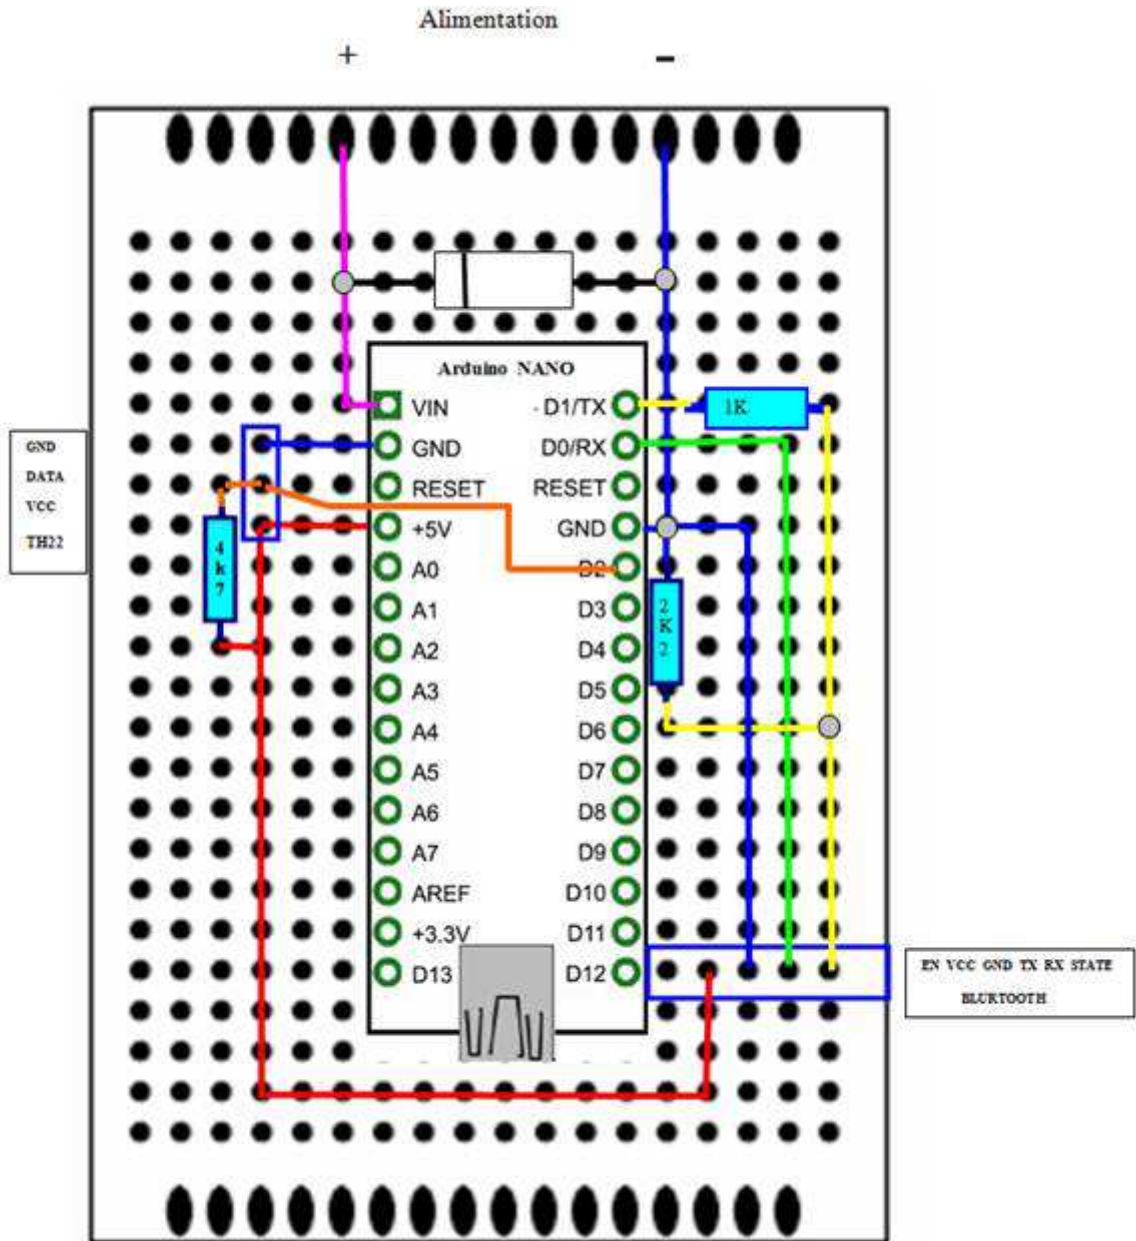 Alimentation
+ -
Arduino NANO
VIN
GND
RESET
+5V
A0
A1
A2
A3
A4
A5
A6
A7
AREF
+3.3V
D13
D1/TX
D0/RX
RESET
GND
D2
D3
D4
D5
D6
D7
D8
D9
D10
D11
D12
1K
2K2
4k7
GND
DATA
VCC
TH22
EN VCC GND TX RX STATE
BLURTOOTH